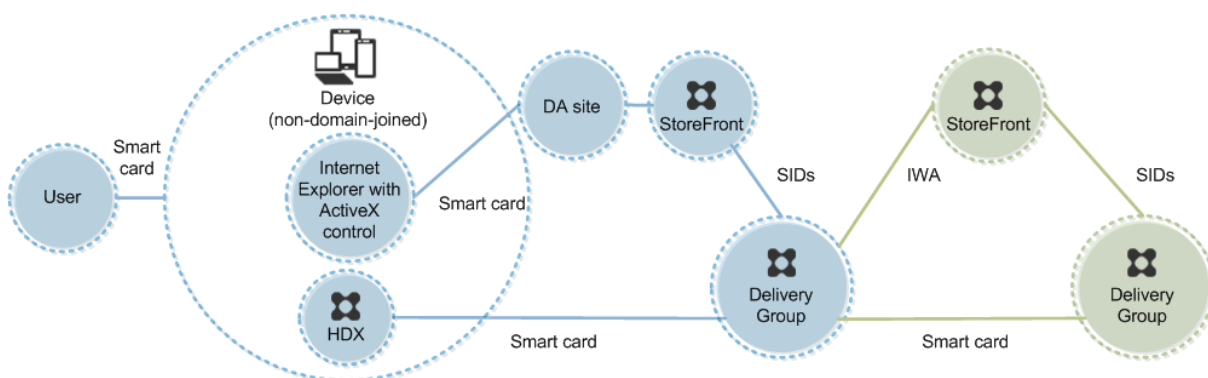 Device
(non-domain-joined)
DA site
StoreFront
StoreFront
Smart
card
User
Internet
Explorer with
ActiveX
control
Smart card
SIDs
IWA
SIDs
HDX
Delivery
Group
Delivery
Group
Smart card
Smart card